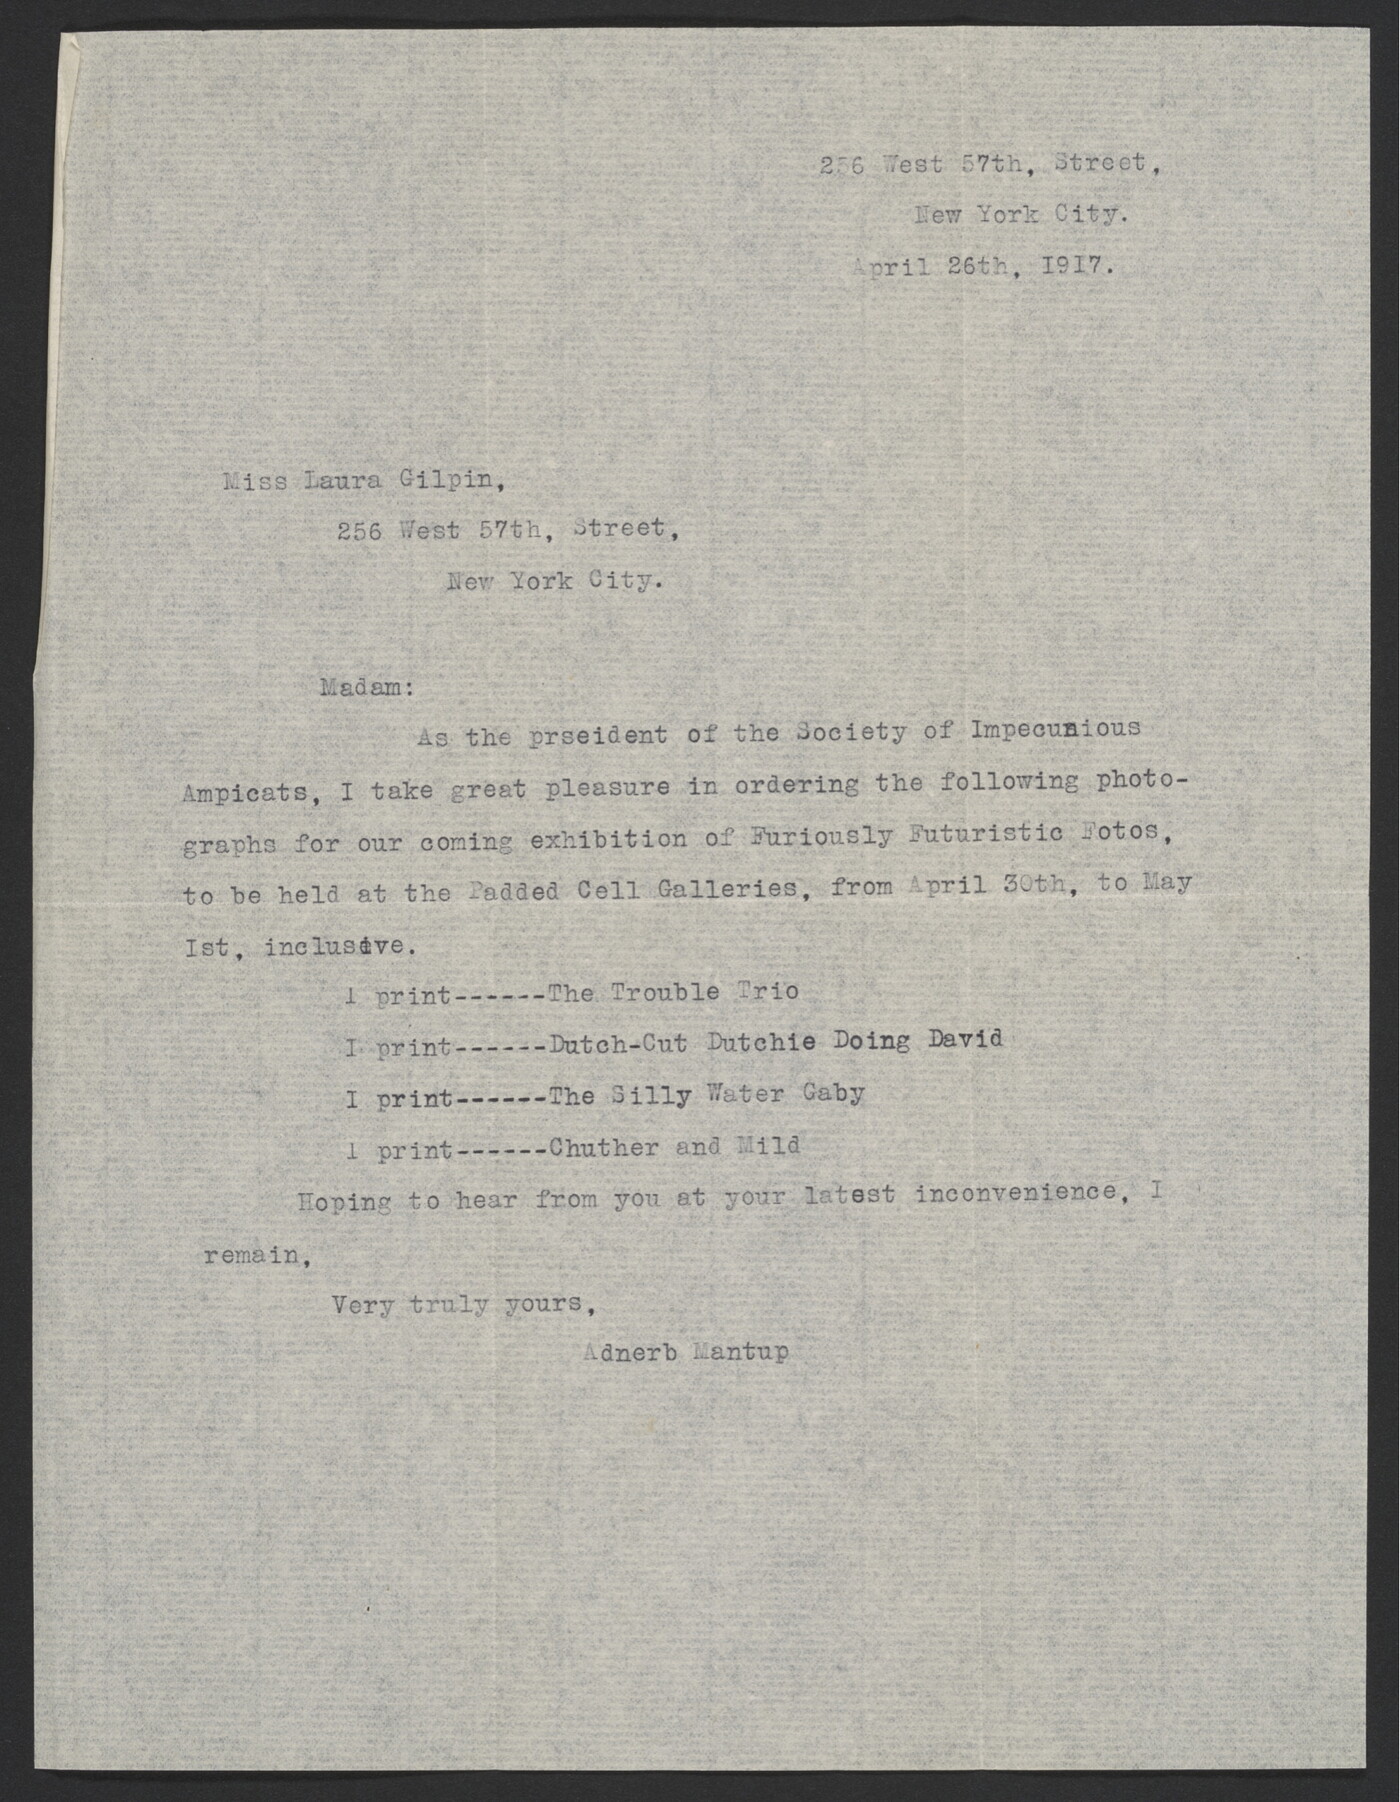 256 West 57th, Street,
New York City.
April 26th, I9I7.
Miss Laura Gilpin,
256 West 57th, Street,
New York City.
Madam:
As the prseident of the Society of Impecunious
Ampicats, I take great pleasure in ordering the following photo-
graphs for our coming exhibition of Furiously Futuristic Fotos,
to be held at the Padded Cell Galleries, from April 30th, to May
Ist, inclusive.
1 print------The Trouble Trio
I print------Dutch-Cut Dutchie Doing David
I print------The Silly Water Gaby
1 print------Chuther and Mild
Hoping to hear from you at your latest inconvenience, I
remain,
Very truly yours,
Adnerb Mantup